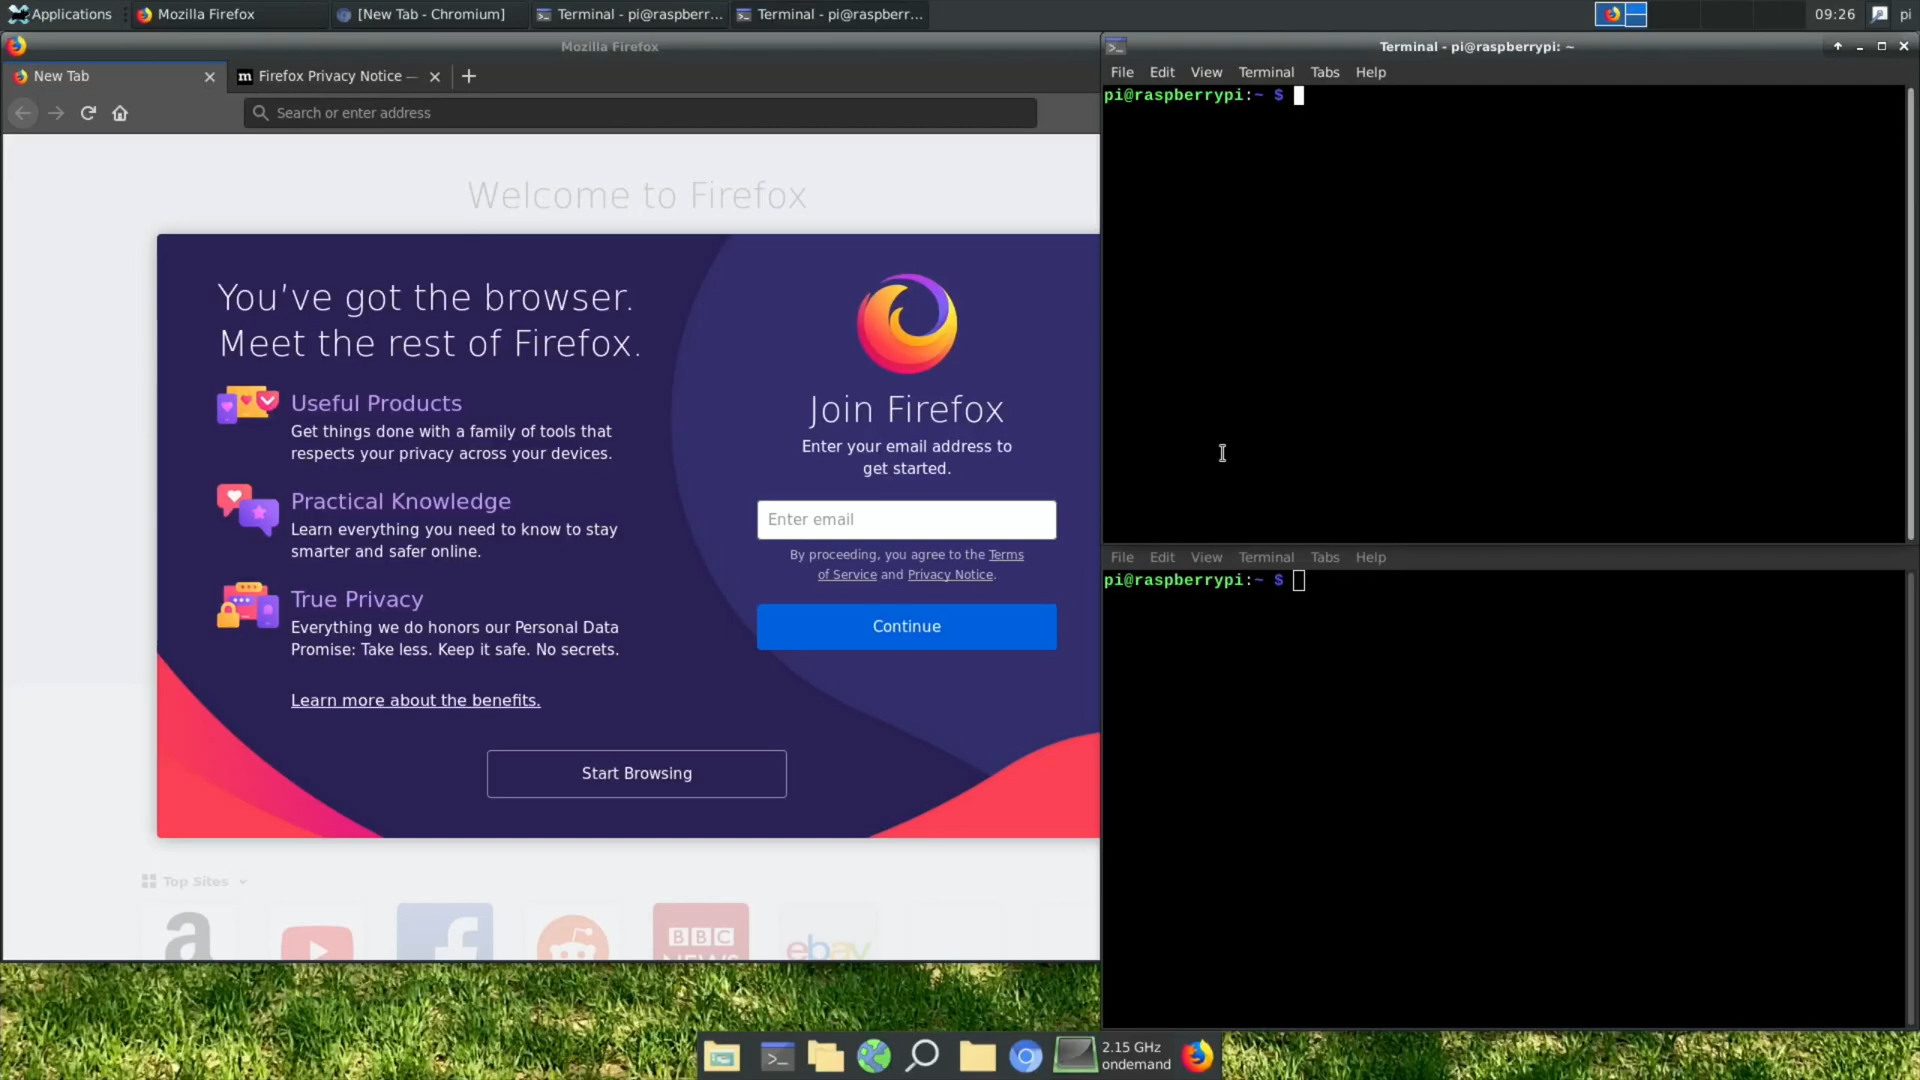 Applications
Mozilla Firefox
[New Tab - Chromium]
Terminal - pi@raspberr...
Terminal - pi@raspberr...
09:26
pi
Mozilla Firefox
New Tab
Firefox Privacy Notice —
Search or enter address
Welcome to Firefox
You've got the browser.
Meet the rest of Firefox.
Useful Products
Get things done with a family of tools that
respects your privacy across your devices.
Practical Knowledge
Learn everything you need to know to stay
smarter and safer online.
True Privacy
Everything we do honors our Personal Data
Promise: Take less. Keep it safe. No secrets.
Learn more about the benefits.
Join Firefox
Enter your email address to
get started.
Enter email
By proceeding, you agree to the Terms
of Service and Privacy Notice.
Continue
Start Browsing
Top Sites
a
f
BBC
NEWS
ebay
Terminal - pi@raspberrypi: ~
File Edit View Terminal Tabs Help
pi@raspberrypi:~ $
File Edit View Terminal Tabs Help
pi@raspberrypi:~ $
2.15 GHz
ondemand